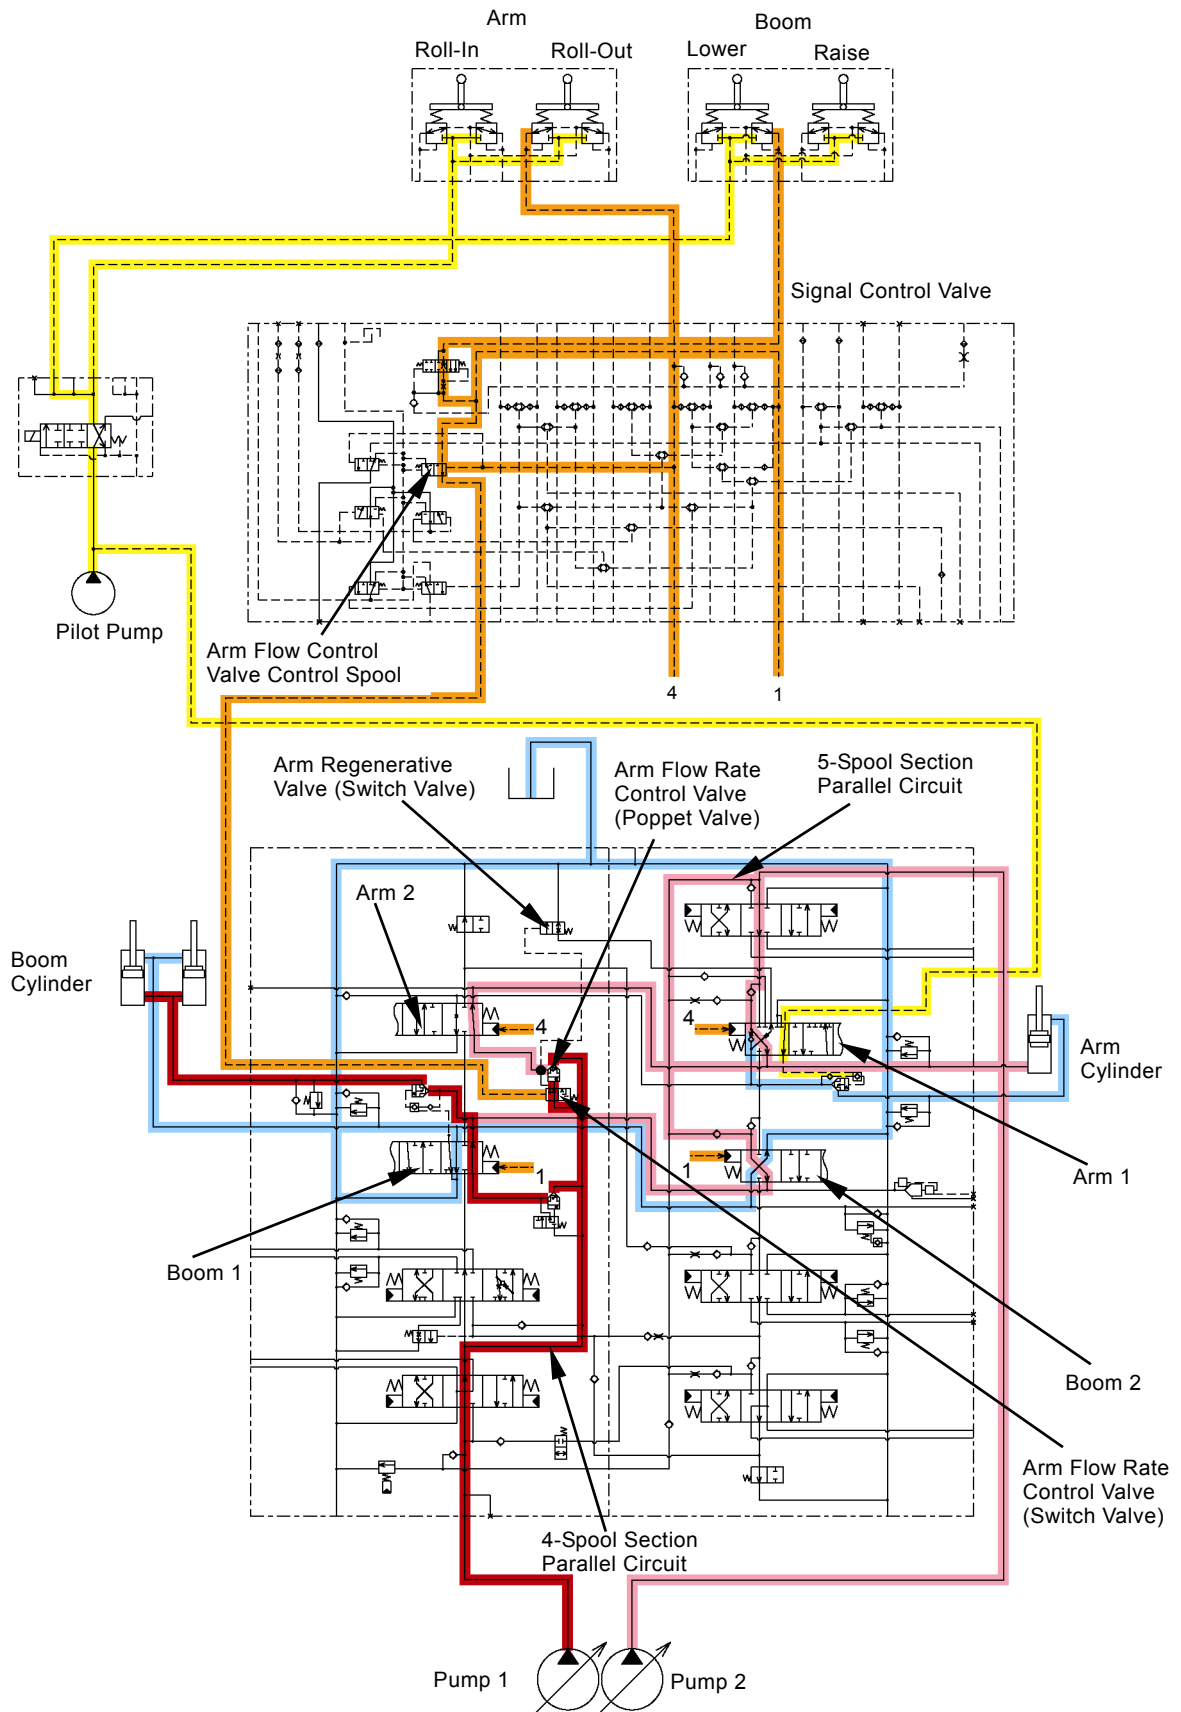 Arm
Boom
Roll-In
Roll-Out
Lower
Raise
Signal Control Valve
Pilot Pump
Arm Flow Control
Valve Control Spool
4
1
Arm Regenerative
Valve (Switch Valve)
Arm Flow Rate
Control Valve
(Poppet Valve)
5-Spool Section
Parallel Circuit
Arm 2
Boom
Cylinder
4
4
Arm
Cylinder
1
1
Arm 1
Boom 1
Boom 2
Arm Flow Rate
Control Valve
(Switch Valve)
4-Spool Section
Parallel Circuit
Pump 1
Pump 2